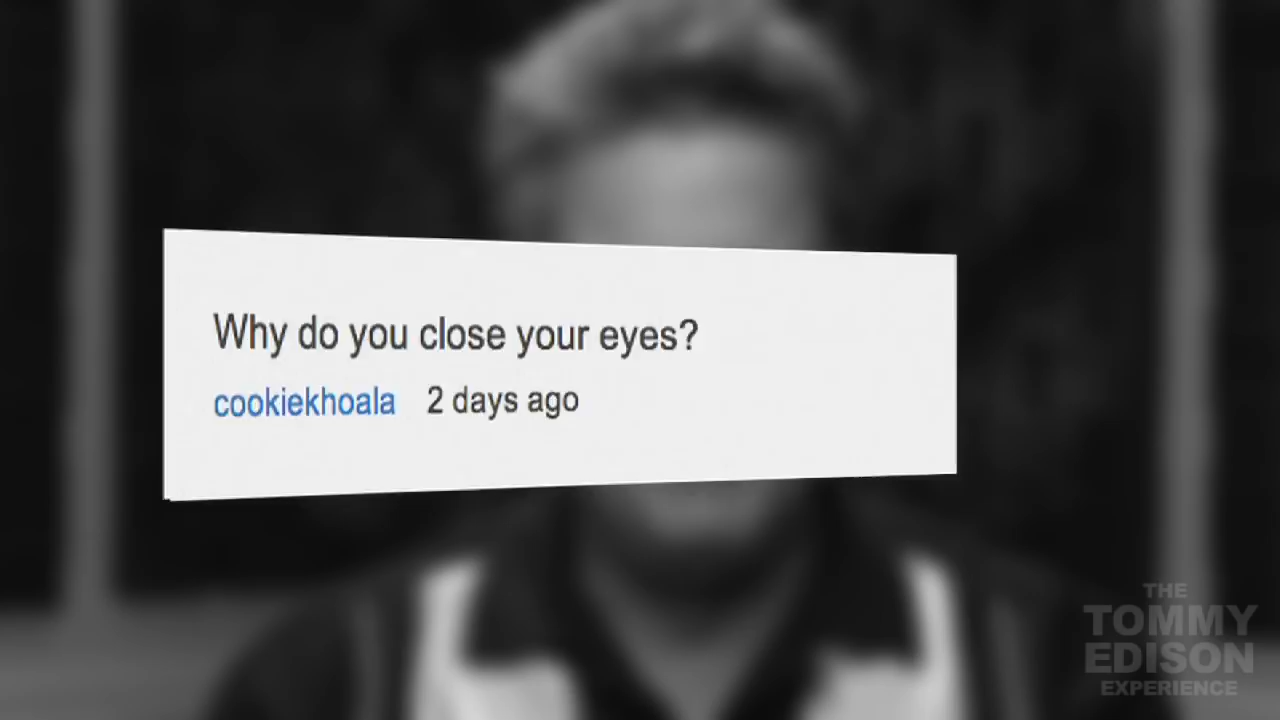 Why do you close your eyes?
cookiekhoala 2 days ago
THE
TOMMY
EDISON
EXPERIENCE